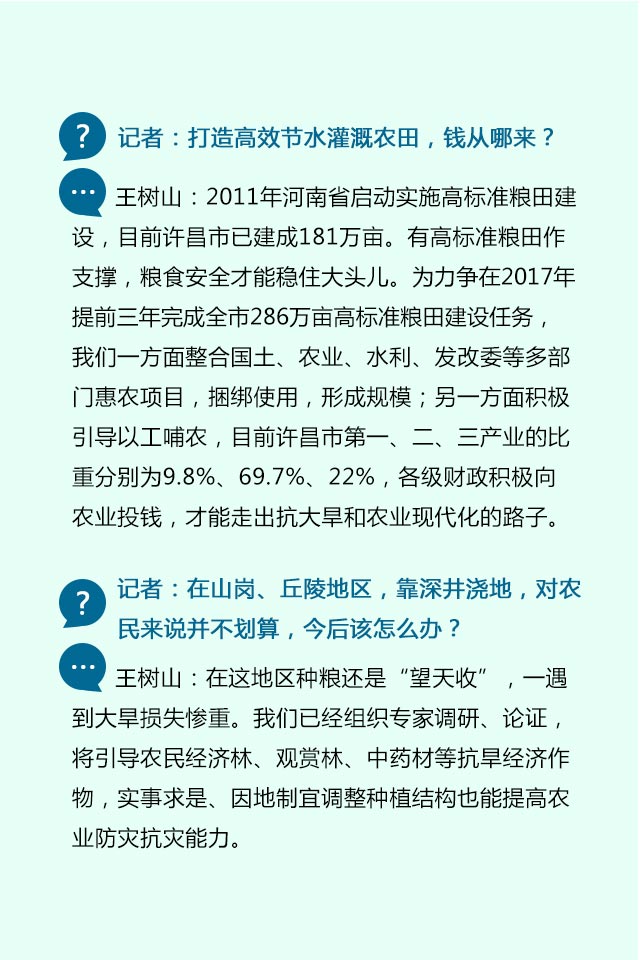 记者：打造高效节水灌溉农田，钱从哪来？
王树山：2011年河南省启动实施高标准粮田建
设，目前许昌市已建成181万亩。有高标准粮田作
支撑，粮食安全才能稳住大头儿。为力争在2017年
提前三年完成全市286万亩高标准粮田建设任务，
我们一方面整合国土、农业、水利、发改委等多部
门惠农项目，捆绑使用，形成规模；另一方面积极
引导以工哺农，目前许昌市第一、二、三产业的比
重分别为9.8%、69.7%、22%，各级财政积极向
农业投钱，才能走出抗大旱和农业现代化的路子。
记者：在山岗、丘陵地区，靠深井浇地，对农
民来说并不划算，今后该怎么办？
王树山：在这地区种粮还是“望天收”，一遇
到大旱损失惨重。我们已经组织专家调研、论证，
将引导农民经济林、观赏林、中药材等抗旱经济作
物，实事求是、因地制宜调整种植结构也能提高农
业防灾抗灾能力。